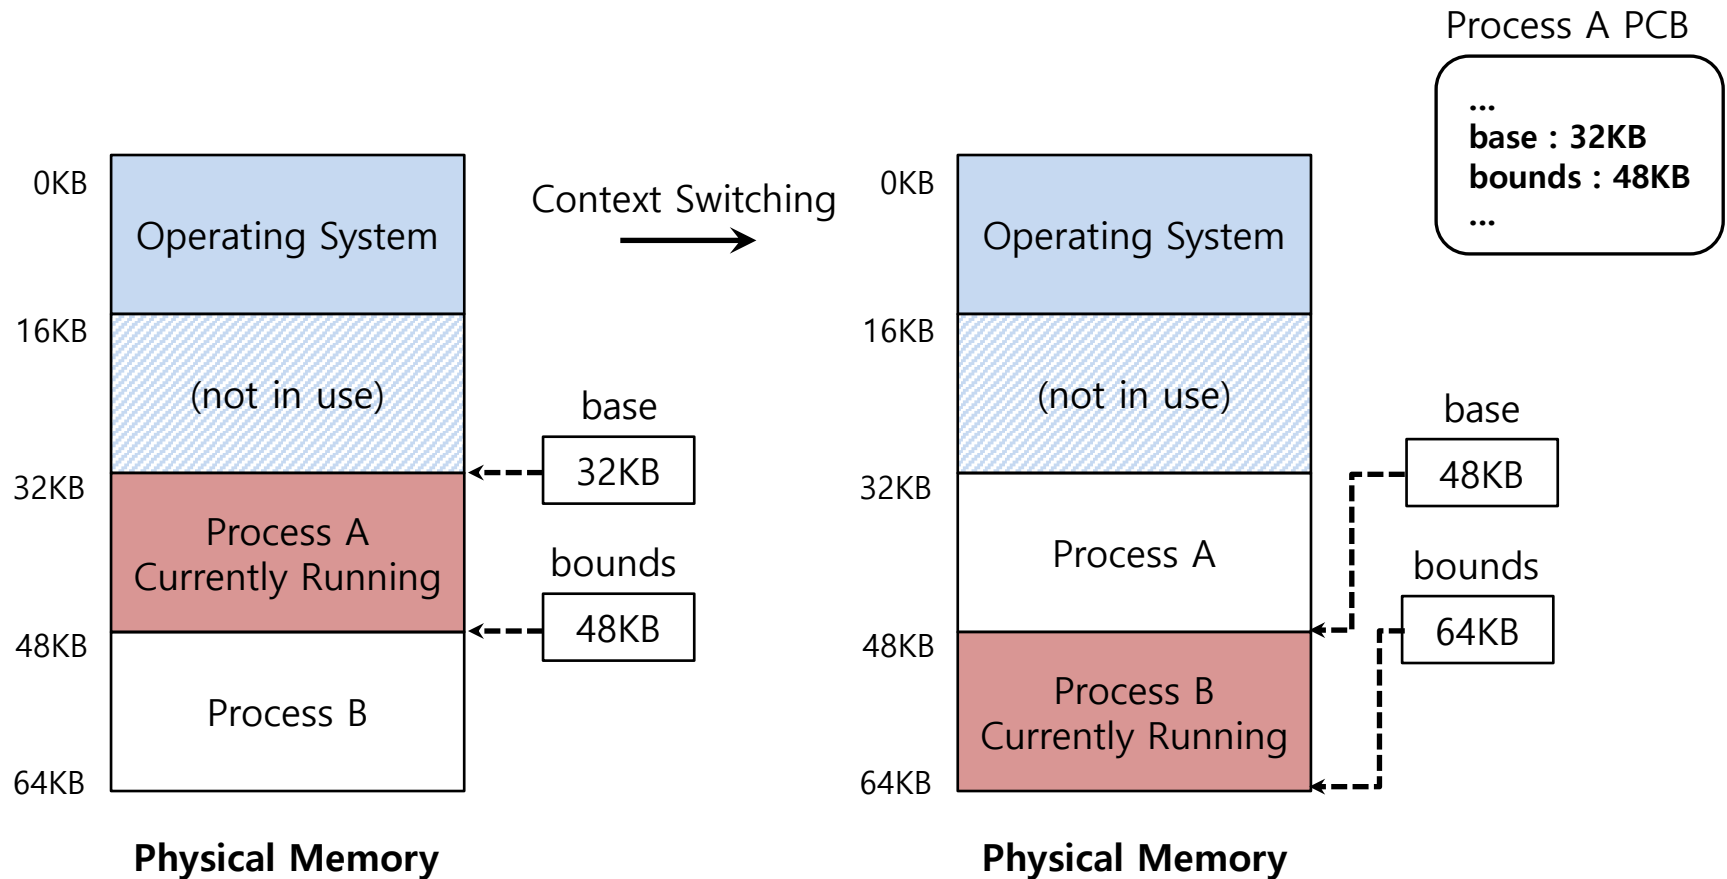 Process A PCB
...
base : 32KB
bounds : 48KB
...
0KB
Operating System
16KB
(not in use)
32KB
Process A
Currently Running
48KB
Process B
64KB
Physical Memory
base
32KB
bounds
48KB
Context Switching
0KB
Operating System
16KB
(not in use)
32KB
Process A
48KB
Process B
Currently Running
64KB
Physical Memory
base
48KB
bounds
64KB